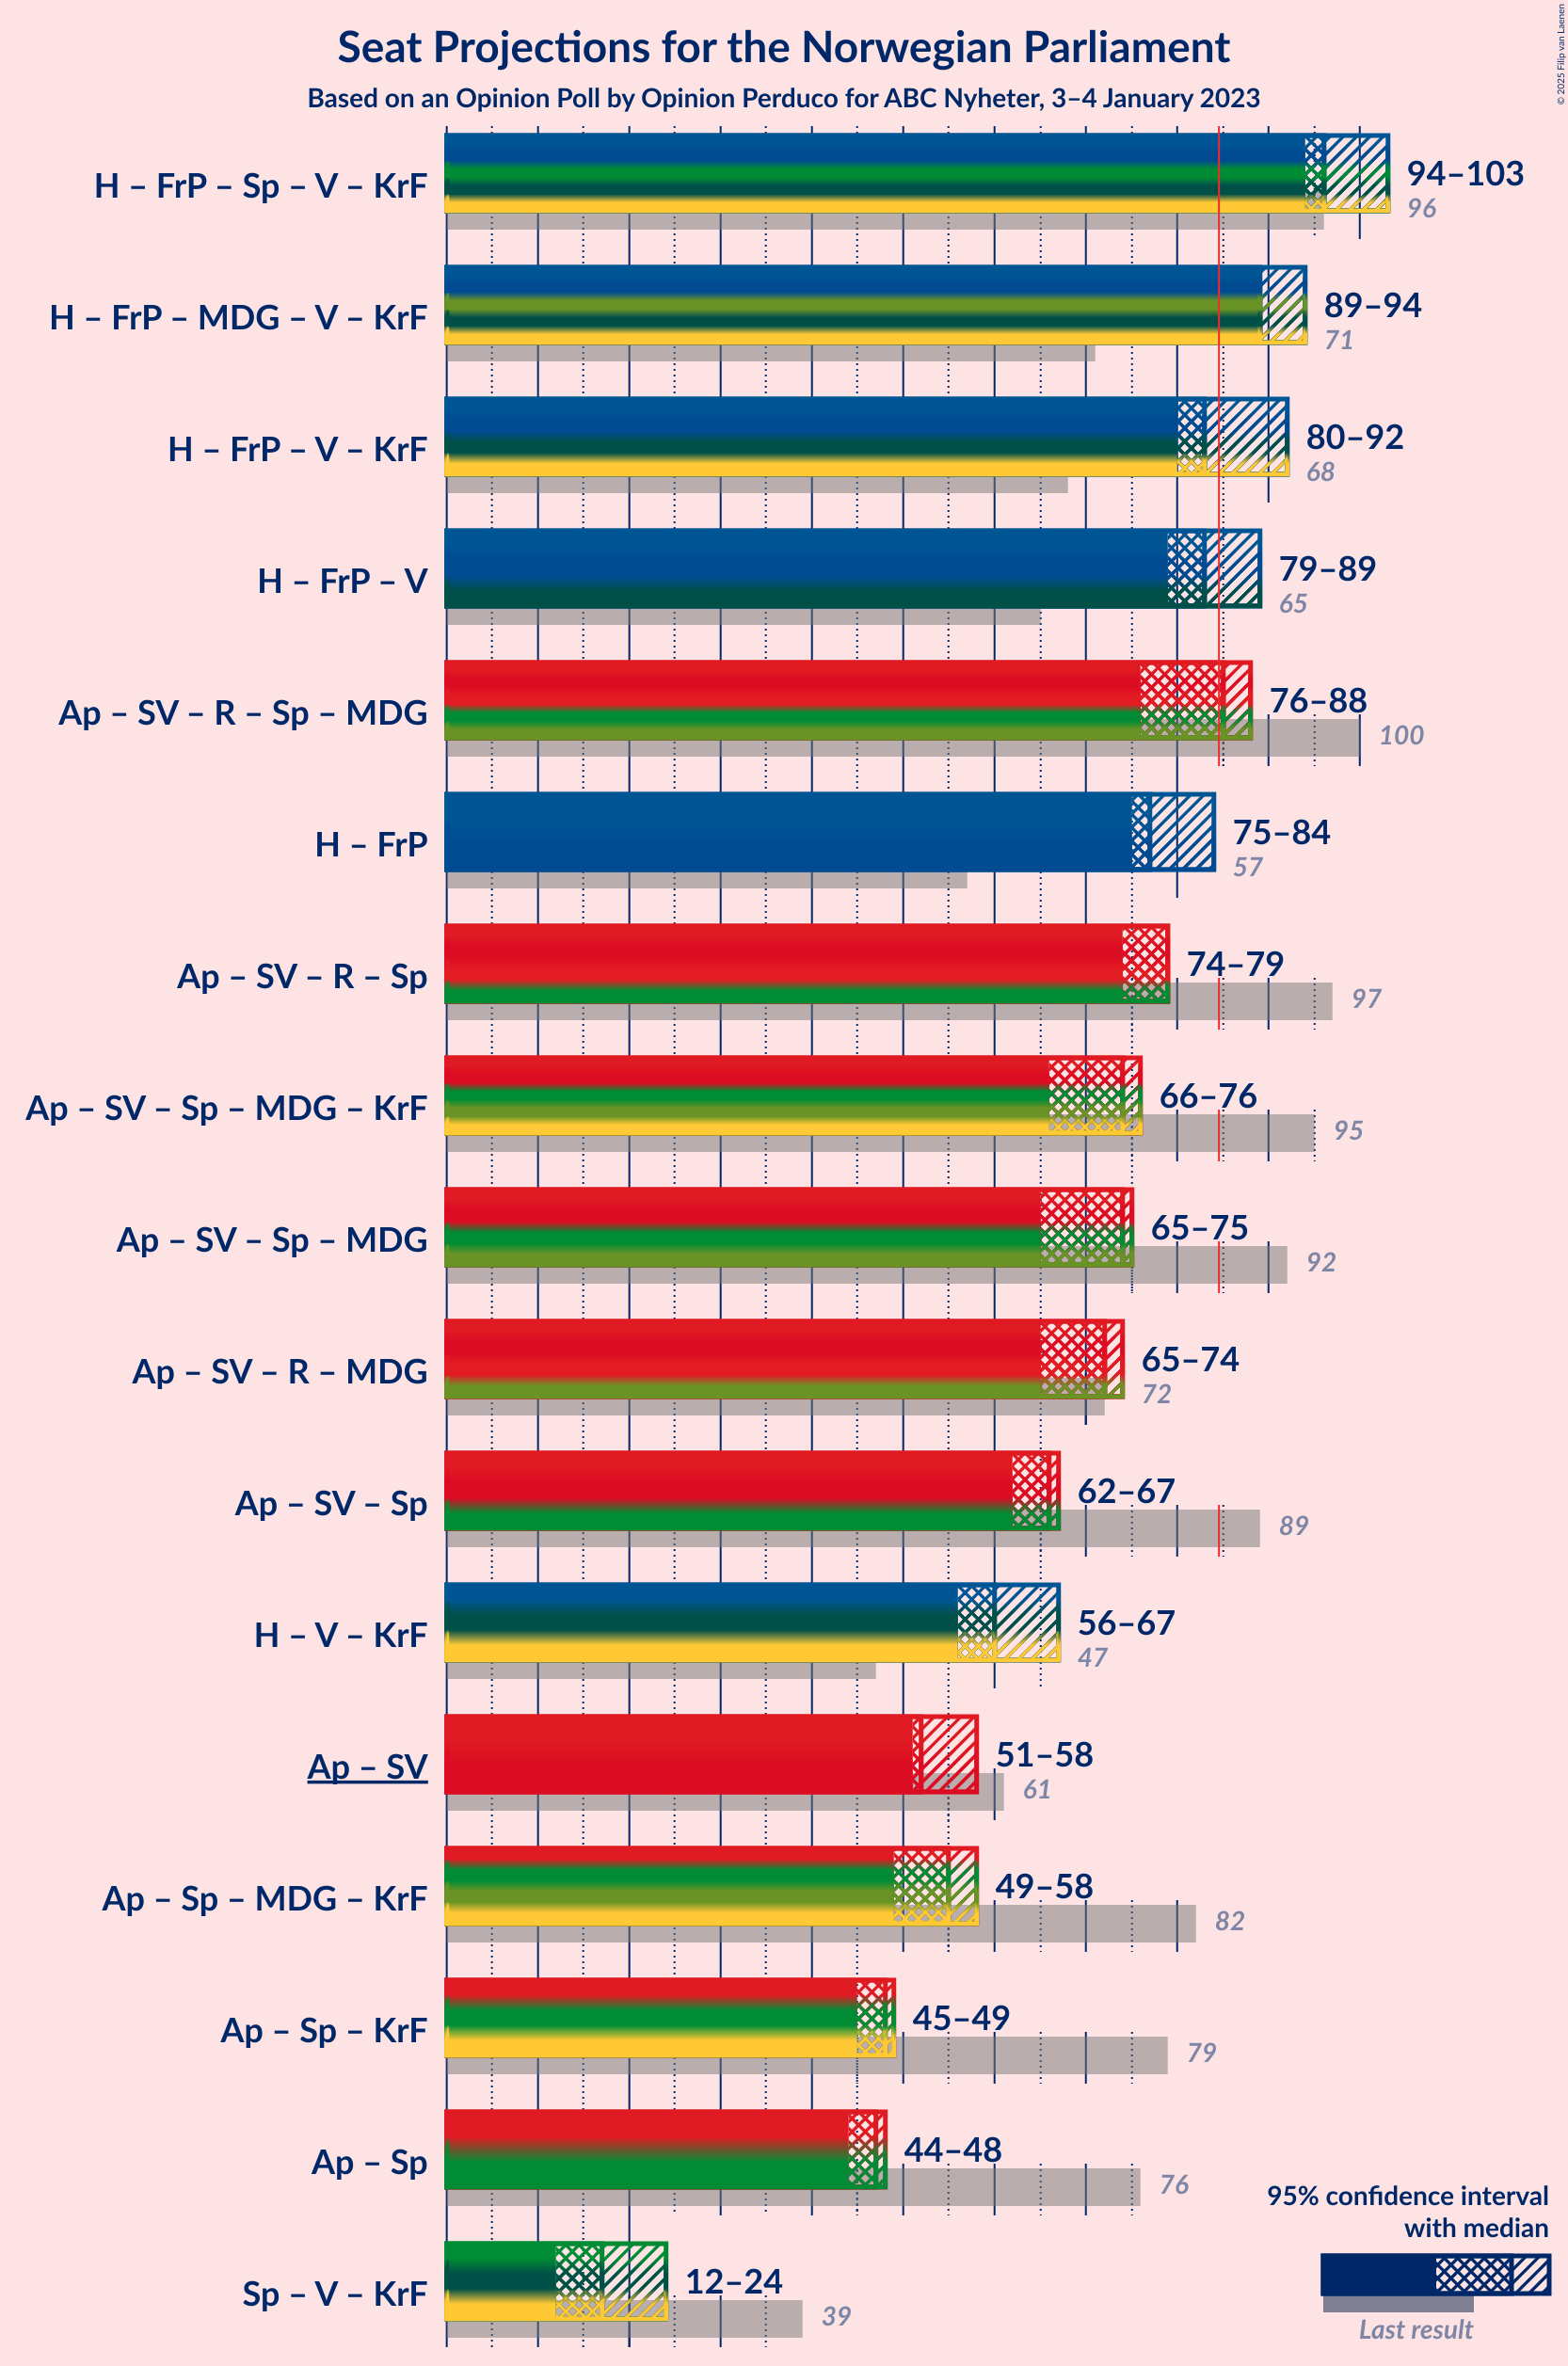 Seat Projections for the Norwegian Parliament
Based on an Opinion Poll by Opinion Perduco for ABC Nyheter, 3–4 January 2023
© 2025 Filip van Laenen
H – FrP – Sp – V – KrF
94–103
96
H – FrP – MDG – V – KrF
89–94
71
H – FrP – V – KrF
80–92
68
H – FrP – V
79–89
65
Ap – SV – R – Sp – MDG
76–88
100
H – FrP
75–84
57
Ap – SV – R – Sp
74–79
97
Ap – SV – Sp – MDG – KrF
66–76
95
Ap – SV – Sp – MDG
65–75
92
Ap – SV – R – MDG
65–74
72
Ap – SV – Sp
62–67
89
H – V – KrF
56–67
47
Ap – SV
51–58
61
Ap – Sp – MDG – KrF
49–58
82
Ap – Sp – KrF
45–49
79
Ap – Sp
44–48
76
Sp – V – KrF
12–24
39
95% confidence interval
with median
Last result